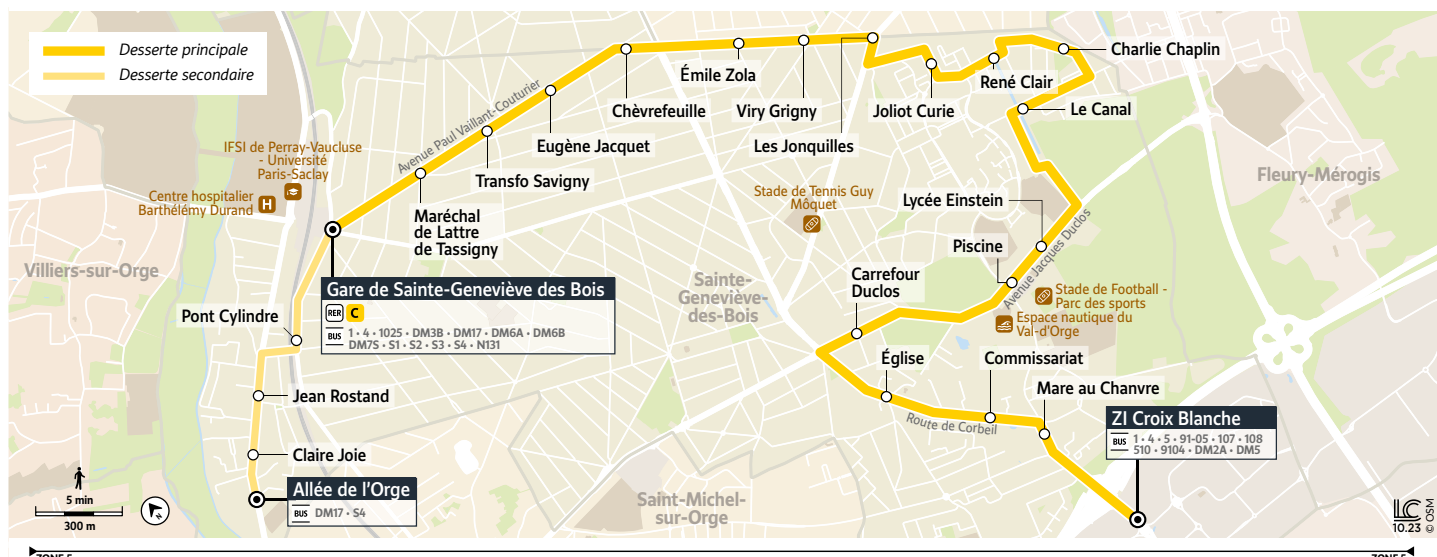 Desserte principale
Desserte secondaire
Charlie Chaplin
Émile Zola
René Clair
Chèvrefeuille
Viry Grigny
Joliot Curie
Le Canal
Avenue Paul Vaillant-Couturier
Eugène Jacquet
Les Jonquilles
IFSI de Perray-Vaucluse
- Université
Paris-Saclay
Transfo Savigny
Fleury-Mérogis
Centre hospitalier
Barthélémy Durand
H
Stade de Tennis Guy
Môquet
Lycée Einstein
Maréchal
de Lattre
de Tassigny
Piscine
Avenue Jacques Duclos
Villiers-sur-Orge
Sainte-
Geneviève-
des-Bois
Carrefour
Duclos
Gare de Sainte-Geneviève des Bois
RER C
BUS 1 • 4 • 1025 • DM3B • DM17 • DM6A • DM6B
DM7S • S1 • S2 • S3 • S4 • N131
Stade de Football -
Parc des sports
Espace nautique du
Val-d'Orge
Pont Cylindre
Église
Commissariat
Jean Rostand
Mare au Chanvre
Route de Corbeil
ZI Croix Blanche
BUS 1 • 4 • 5 • 91-05 • 107 • 108
510 • 9104 • DM2A • DM5
Claire Joie
Allée de l'Orge
BUS DM17 • S4
Saint-Michel-
sur-Orge
5 min
300 m
LC
10.23 © OSM
ZONE 5
ZONE 5